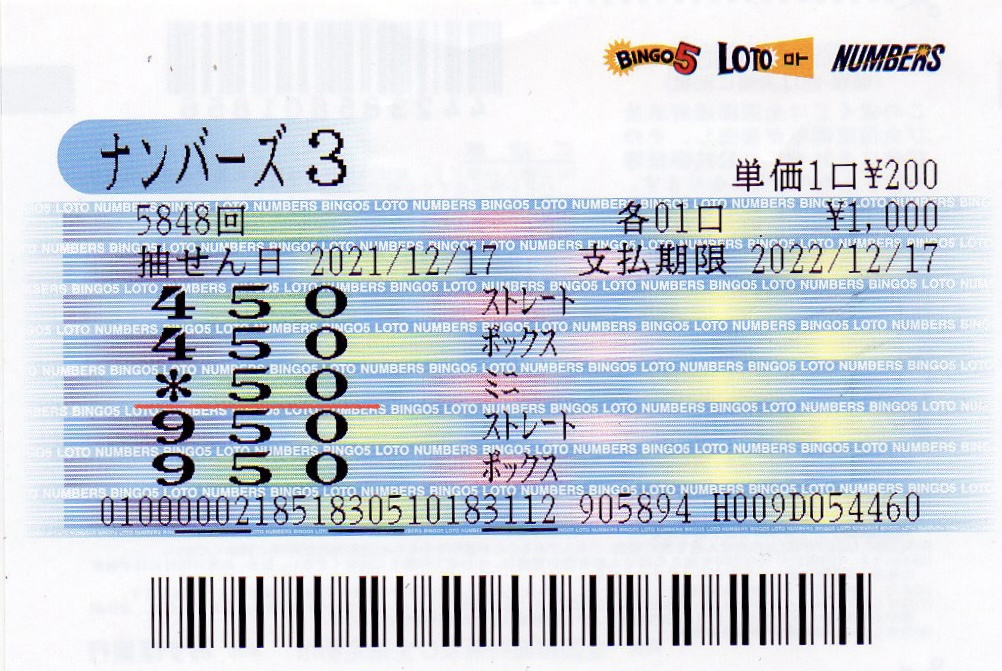 BINGO5 LOTO ロト NUMBERS
ナンバーズ 3
単価1口¥200
5848回 各01口 ¥1,000
抽せん日 2021/12/17 支払期限 2022/12/17
4 5 0 ストレート
4 5 0 ボックス
* 5 0 ミニ
9 5 0 ストレート
9 5 0 ボックス
010000021851830510183112 905894 H009D054460